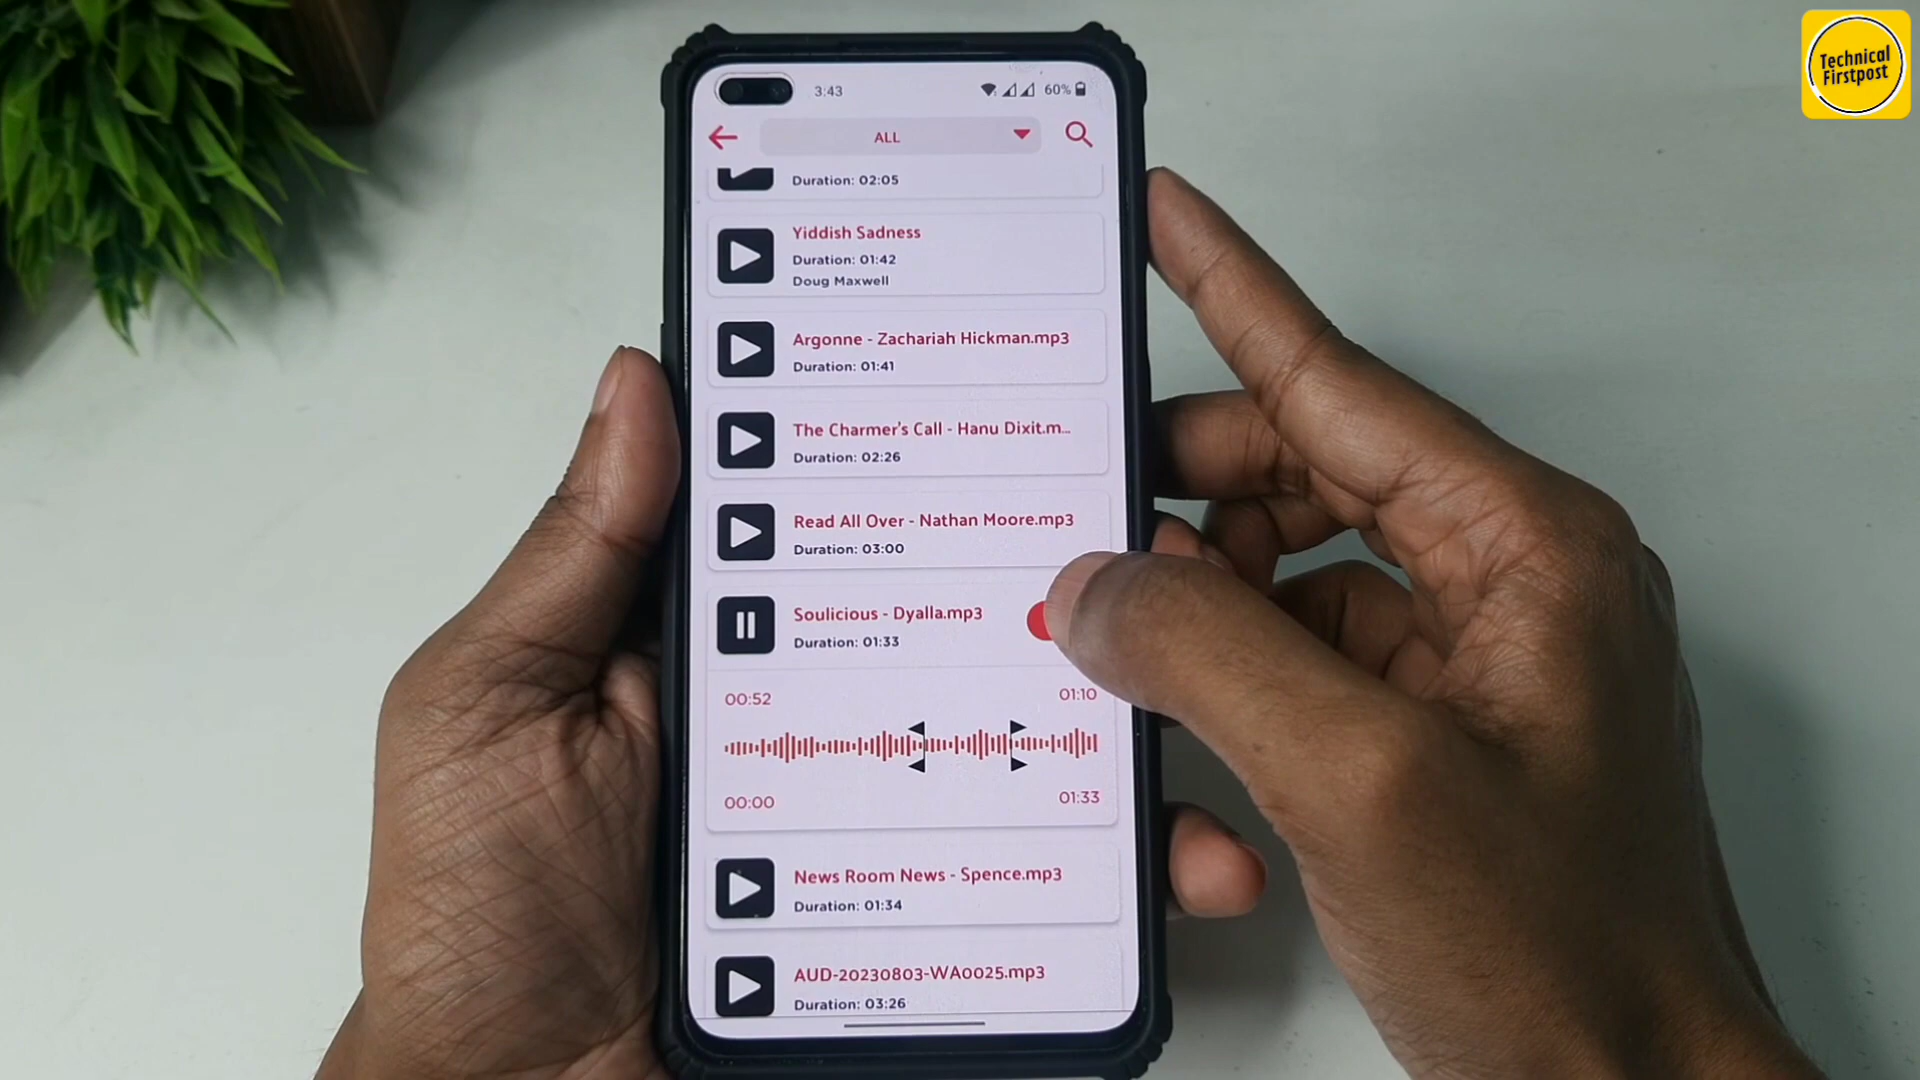 Technical
Firstpost
3:43
60%
ALL
Duration: 02:05
Yiddish Sadness
Duration: 01:42
Doug Maxwell
Argonne - Zachariah Hickman.mp3
Duration: 01:41
The Charmer's Call - Hanu Dixit.m...
Duration: 02:26
Read All Over - Nathan Moore.mp3
Duration: 03:00
Soulicious - Dyalla.mp3
Duration: 01:33
00:52 01:10
00:00 01:33
News Room News - Spence.mp3
Duration: 01:34
AUD-20230803-WA0025.mp3
Duration: 03:26